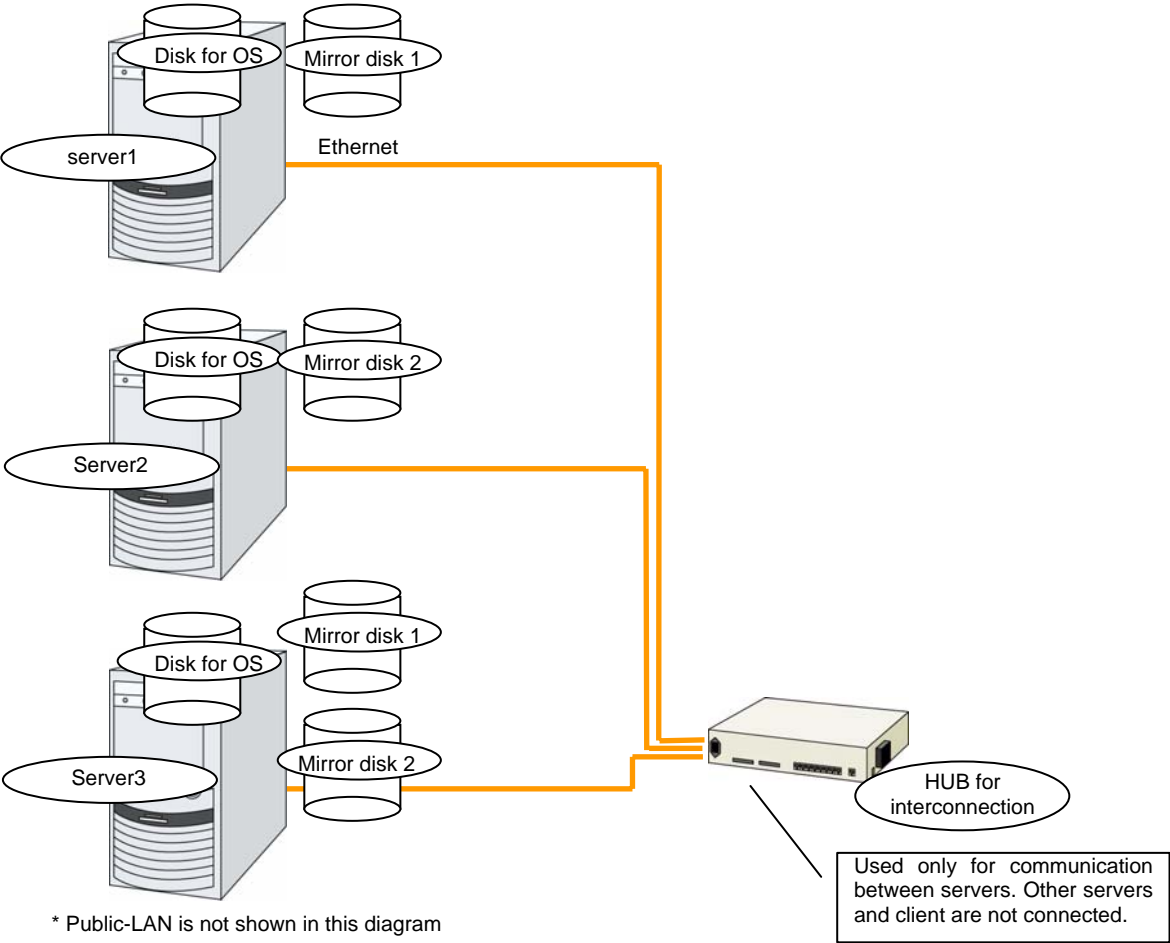 Disk for OS
Mirror disk 1
Ethernet
server1
Disk for OS
Mirror disk 2
Server2
Mirror disk 1
Disk for OS
Mirror disk 2
Server3
HUB for
interconnection
Used only for communication
between servers. Other servers
and client are not connected.
* Public-LAN is not shown in this diagram